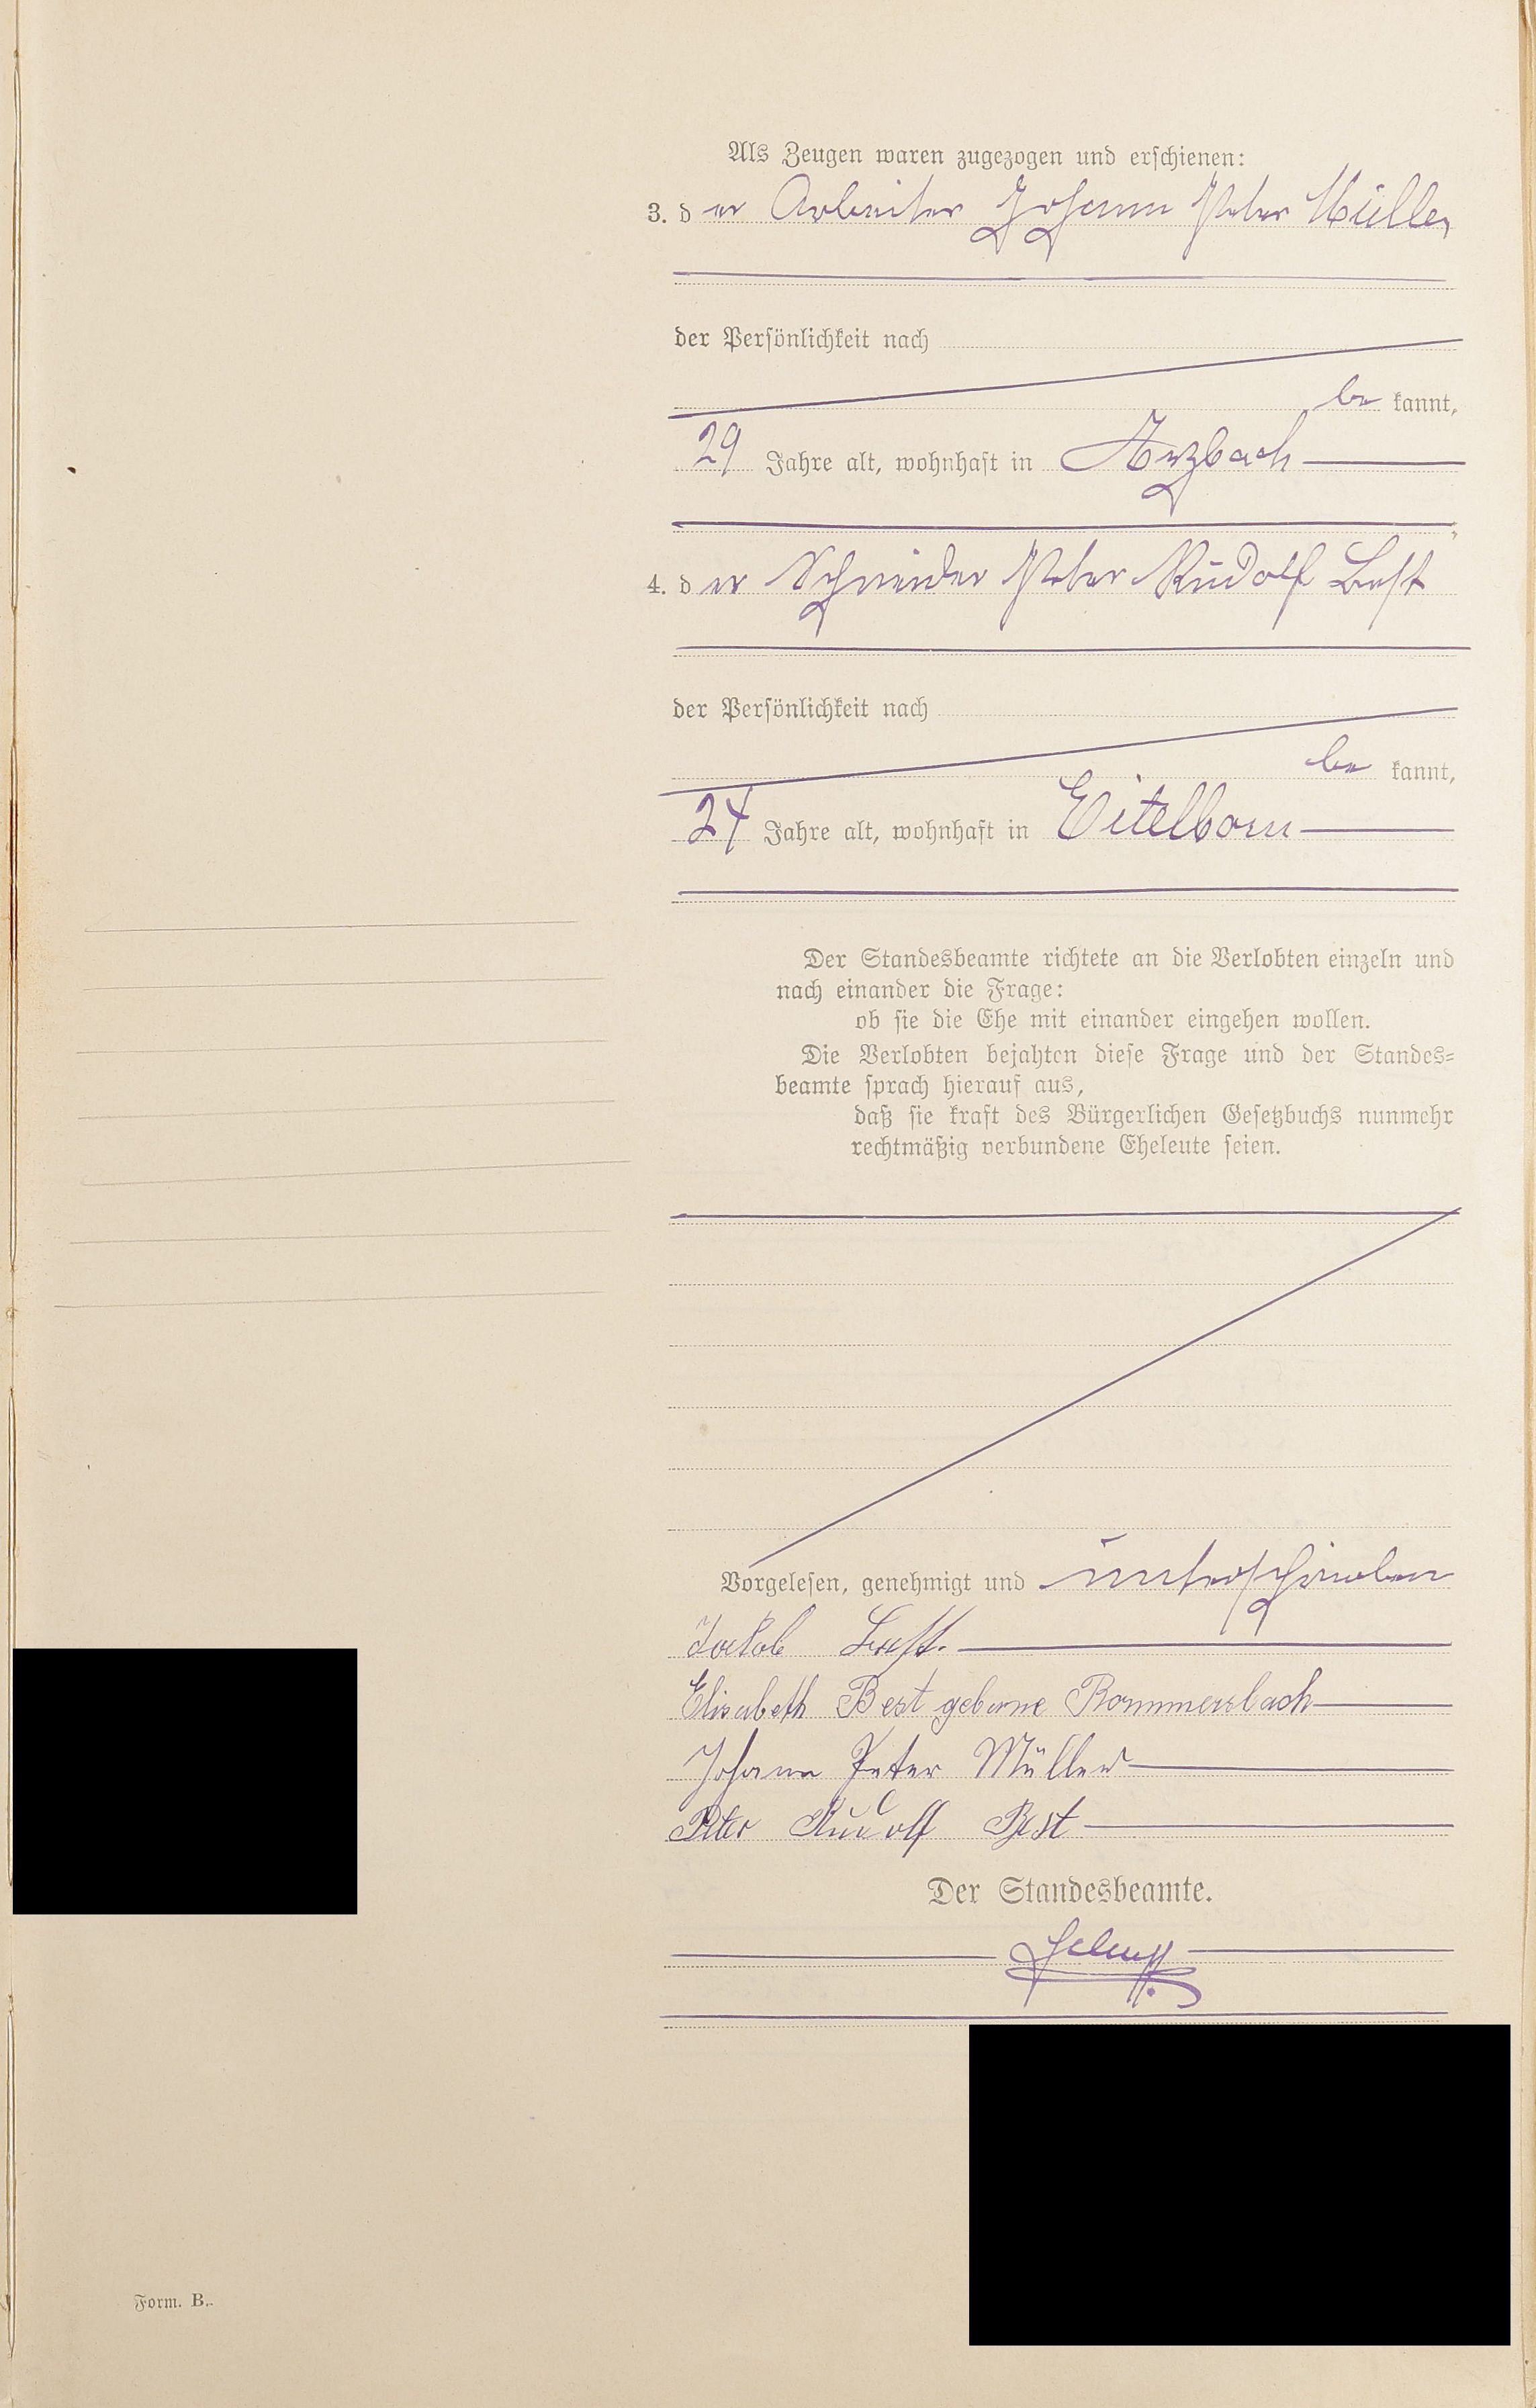 Als Zeugen waren zugezogen und erschienen:
3. der Arbeiter Johann Peter Müller
der Persönlichkeit nach
be kannt,
29 Jahre alt, wohnhaft in Arzbach
4. der Schneider Peter Rudolf Best
der Persönlichkeit nach
be kannt,
24 Jahre alt, wohnhaft in Eitelborn
Der Standesbeamte richtete an die Verlobten einzeln und
nach einander die Frage:
ob sie die Ehe mit einander eingehen wollen.
Die Verlobten bejahten diese Frage und der Standes=
beamte sprach hierauf aus,
daß sie kraft des Bürgerlichen Gesetzbuchs nunmehr
rechtmäßig verbundene Eheleute seien.
Vorgelesen, genehmigt und unterschrieben
Jakob Best.
Elisabeth Best geborne Rommersbach
Johann Peter Müller
Peter Rudolf Best
Der Standesbeamte.
Form. B.